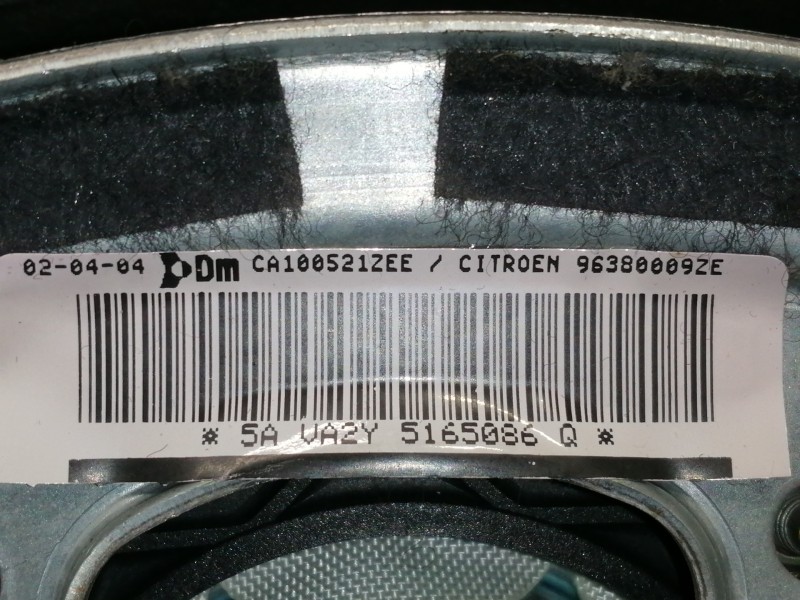 02-04-04 Dm CA100521ZEE / CITROEN 96380009ZE
* 5A VA2Y 5165086 Q *